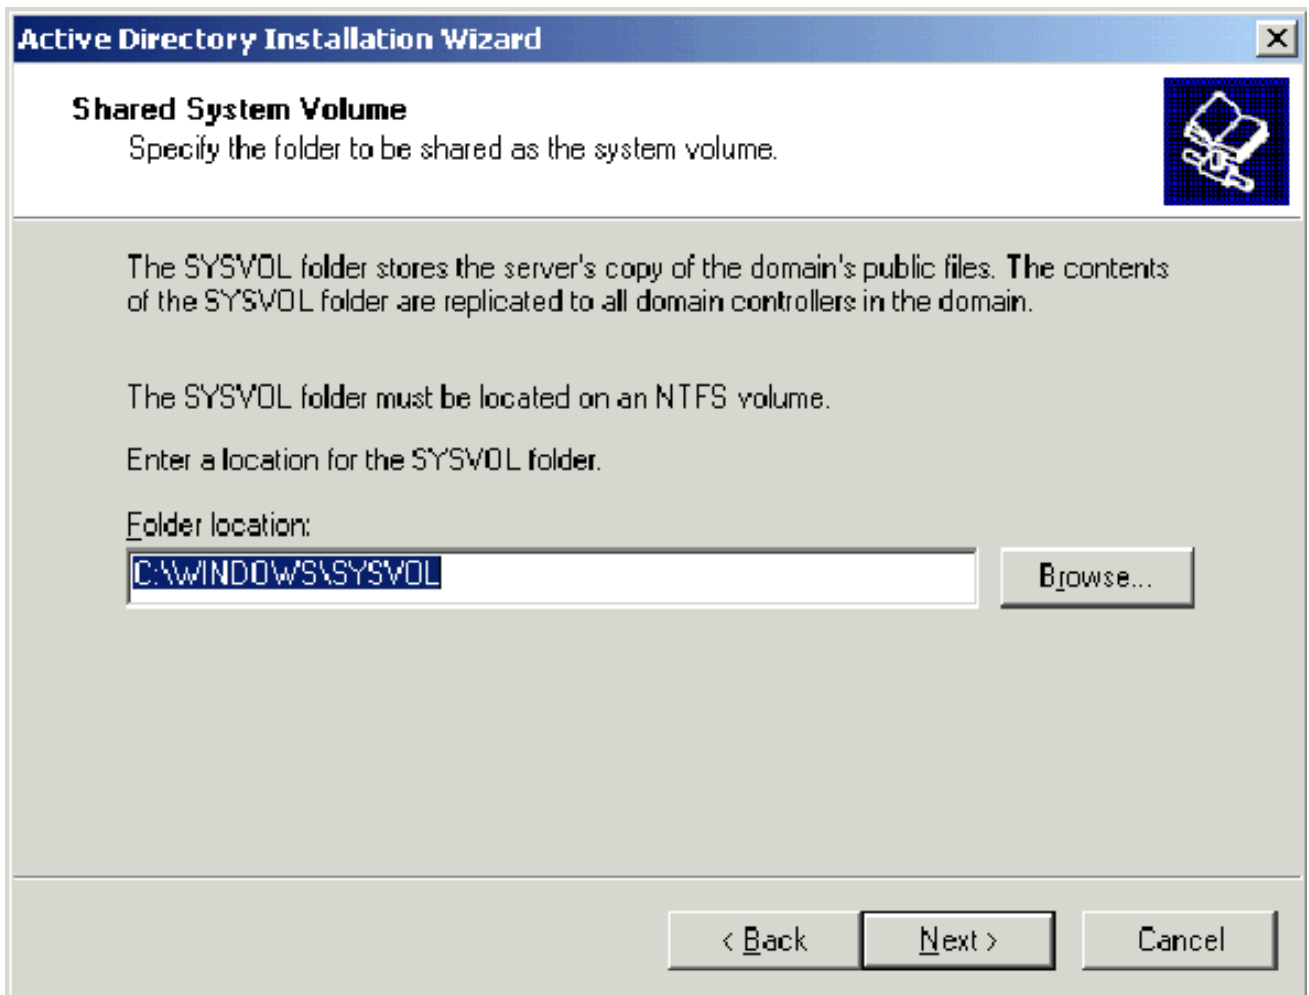 Active Directory Installation Wizard
Shared System Volume
Specify the folder to be shared as the system volume.
The SYSVOL folder stores the server's copy of the domain's public files. The contents
of the SYSVOL folder are replicated to all domain controllers in the domain.
The SYSVOL folder must be located on an NTFS volume.
Enter a location for the SYSVOL folder.
Folder location:
C:\WINDOWS\SYSVOL
Browse...
< Back
Next >
Cancel